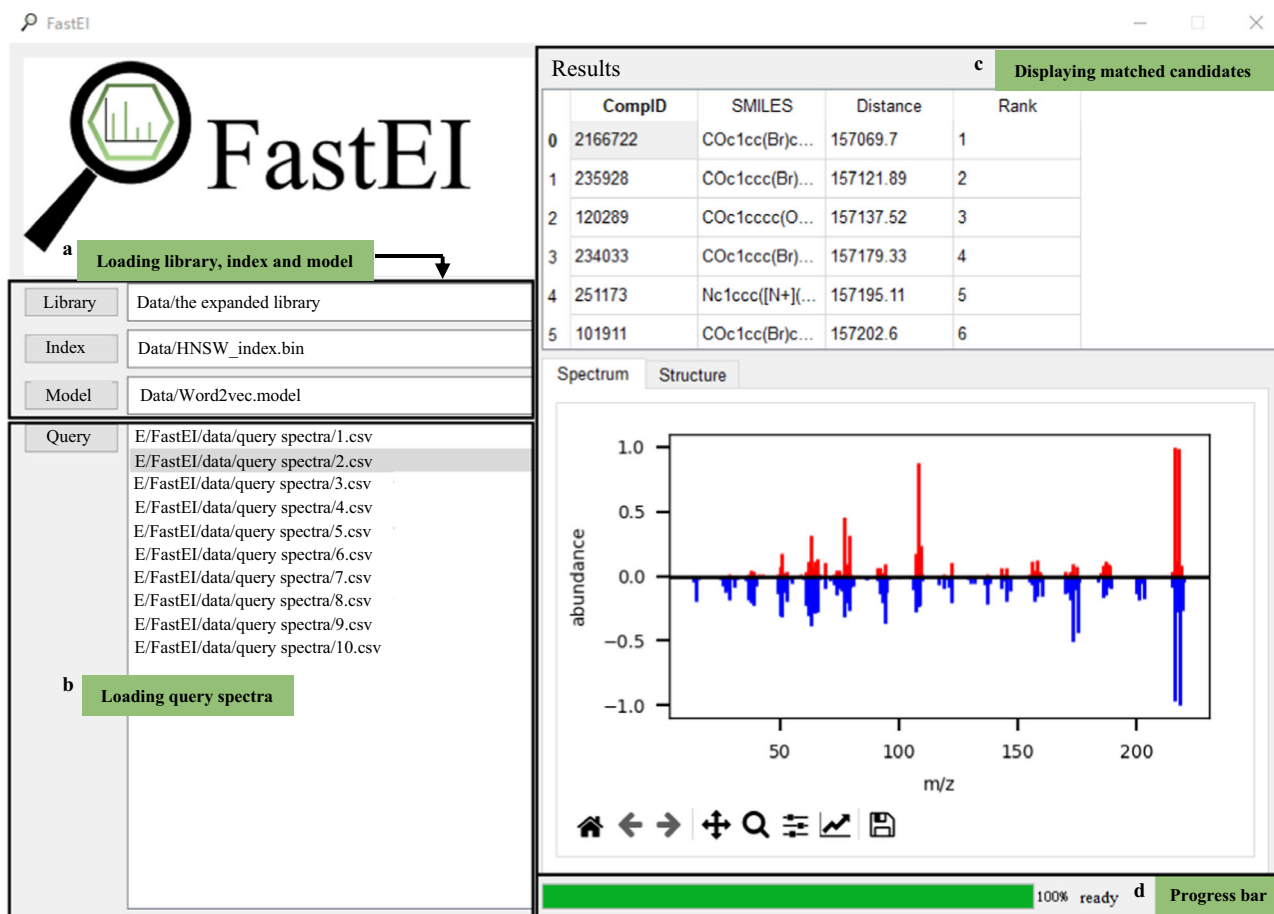 FastEI
FastEI
a Loading library, index and model
Library Data/the expanded library
Index Data/HNSW_index.bin
Model Data/Word2vec.model
Query E/FastEI/data/query spectra/1.csv
E/FastEI/data/query spectra/2.csv
E/FastEI/data/query spectra/3.csv
E/FastEI/data/query spectra/4.csv
E/FastEI/data/query spectra/5.csv
E/FastEI/data/query spectra/6.csv
E/FastEI/data/query spectra/7.csv
E/FastEI/data/query spectra/8.csv
E/FastEI/data/query spectra/9.csv
E/FastEI/data/query spectra/10.csv
b Loading query spectra
Results c Displaying matched candidates
CompID SMILES Distance Rank
0 2166722 COc1cc(Br)c... 157069.7 1
1 235928 COc1ccc(Br)... 157121.89 2
2 120289 COc1cccc(O... 157137.52 3
3 234033 COc1ccc(Br)... 157179.33 4
4 251173 Nc1ccc([N+](... 157195.11 5
5 101911 COc1cc(Br)c... 157202.6 6
Spectrum Structure
1.0
0.5
0.0
−0.5
−1.0
abundance
50 100 150 200
m/z
100% ready d Progress bar